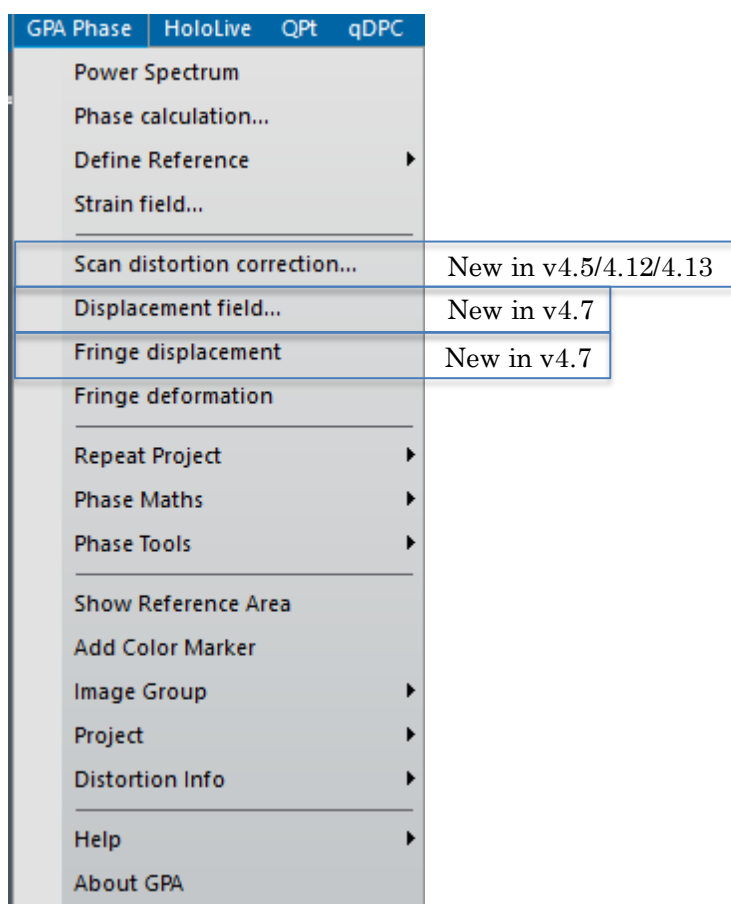 GPA Phase HoloLive QPt qDPC
Power Spectrum
Phase calculation...
Define Reference
Strain field...
Scan distortion correction... New in v4.5/4.12/4.13
Displacement field... New in v4.7
Fringe displacement New in v4.7
Fringe deformation
Repeat Project
Phase Maths
Phase Tools
Show Reference Area
Add Color Marker
Image Group
Project
Distortion Info
Help
About GPA